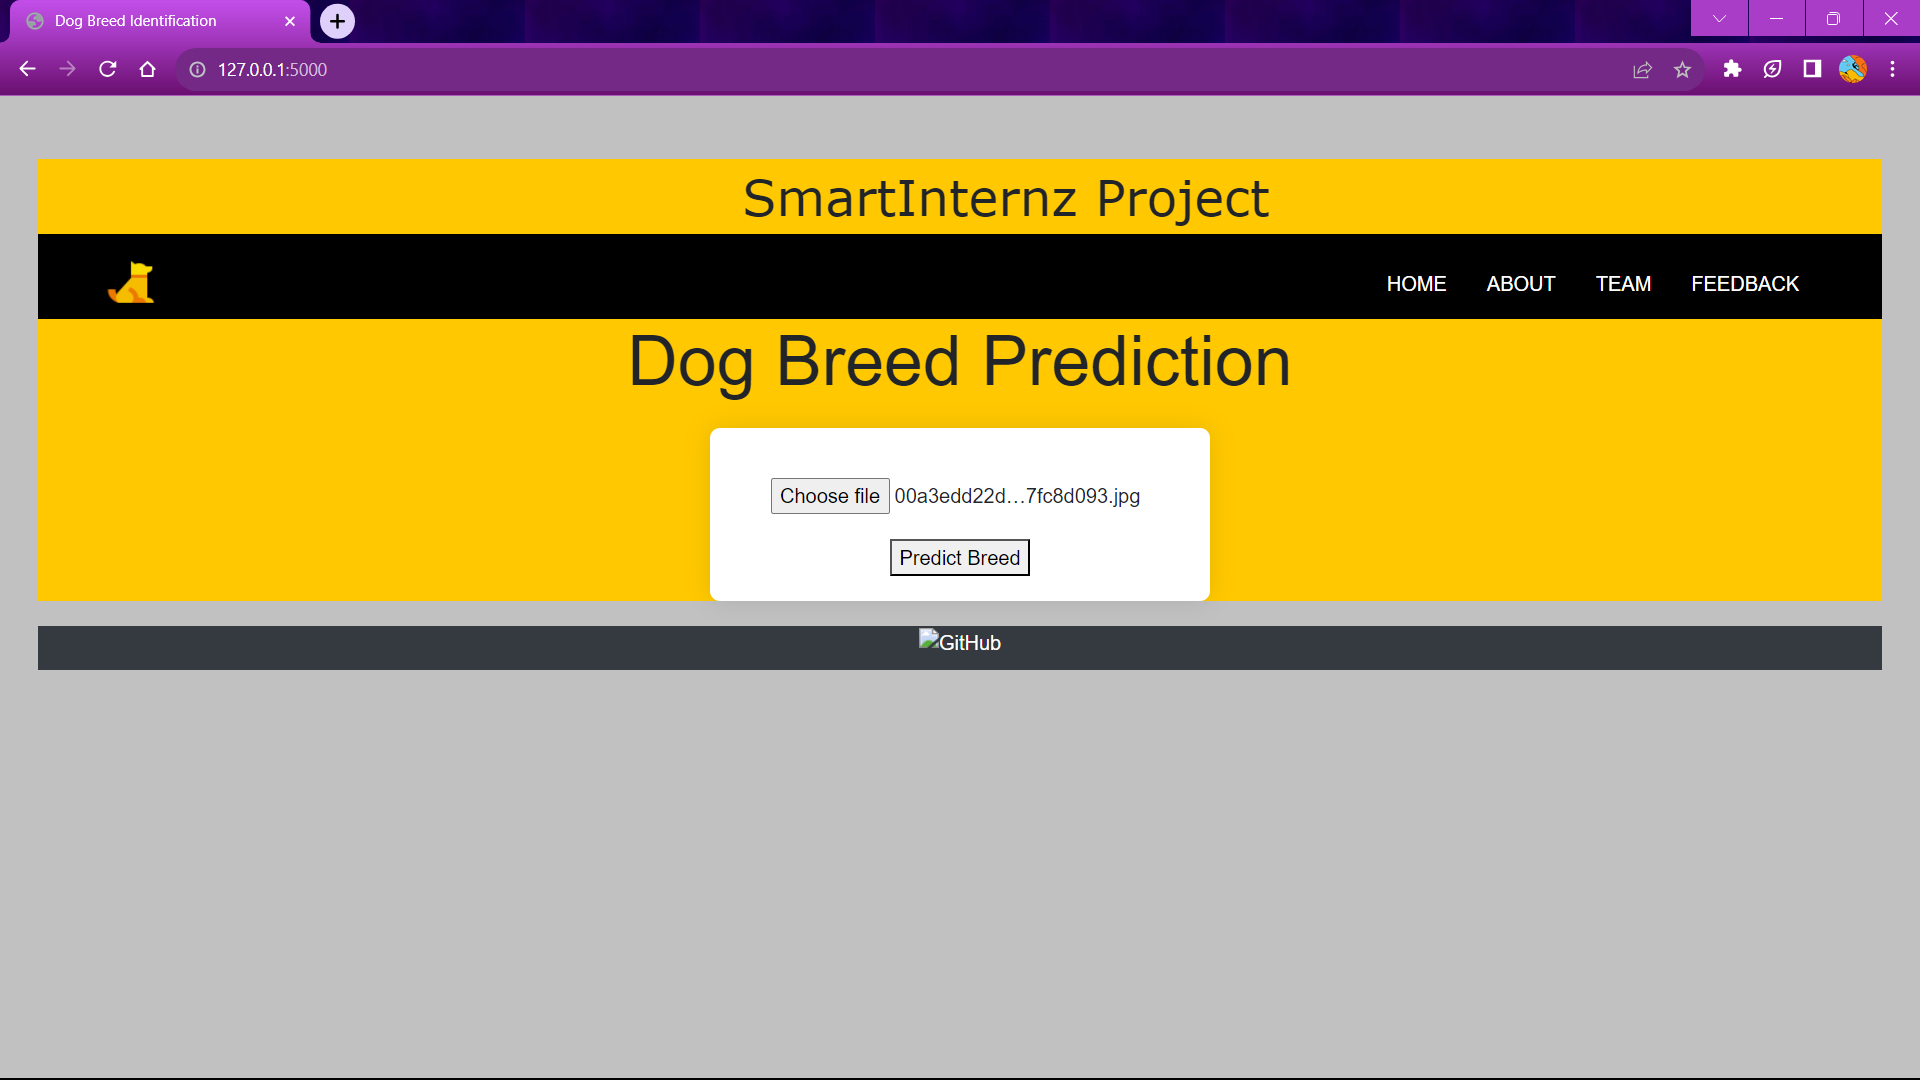 Dog Breed Identification
127.0.0.1:5000
SmartInternz Project
HOME ABOUT TEAM FEEDBACK
Dog Breed Prediction
Choose file 00a3edd22d…7fc8d093.jpg
Predict Breed
GitHub